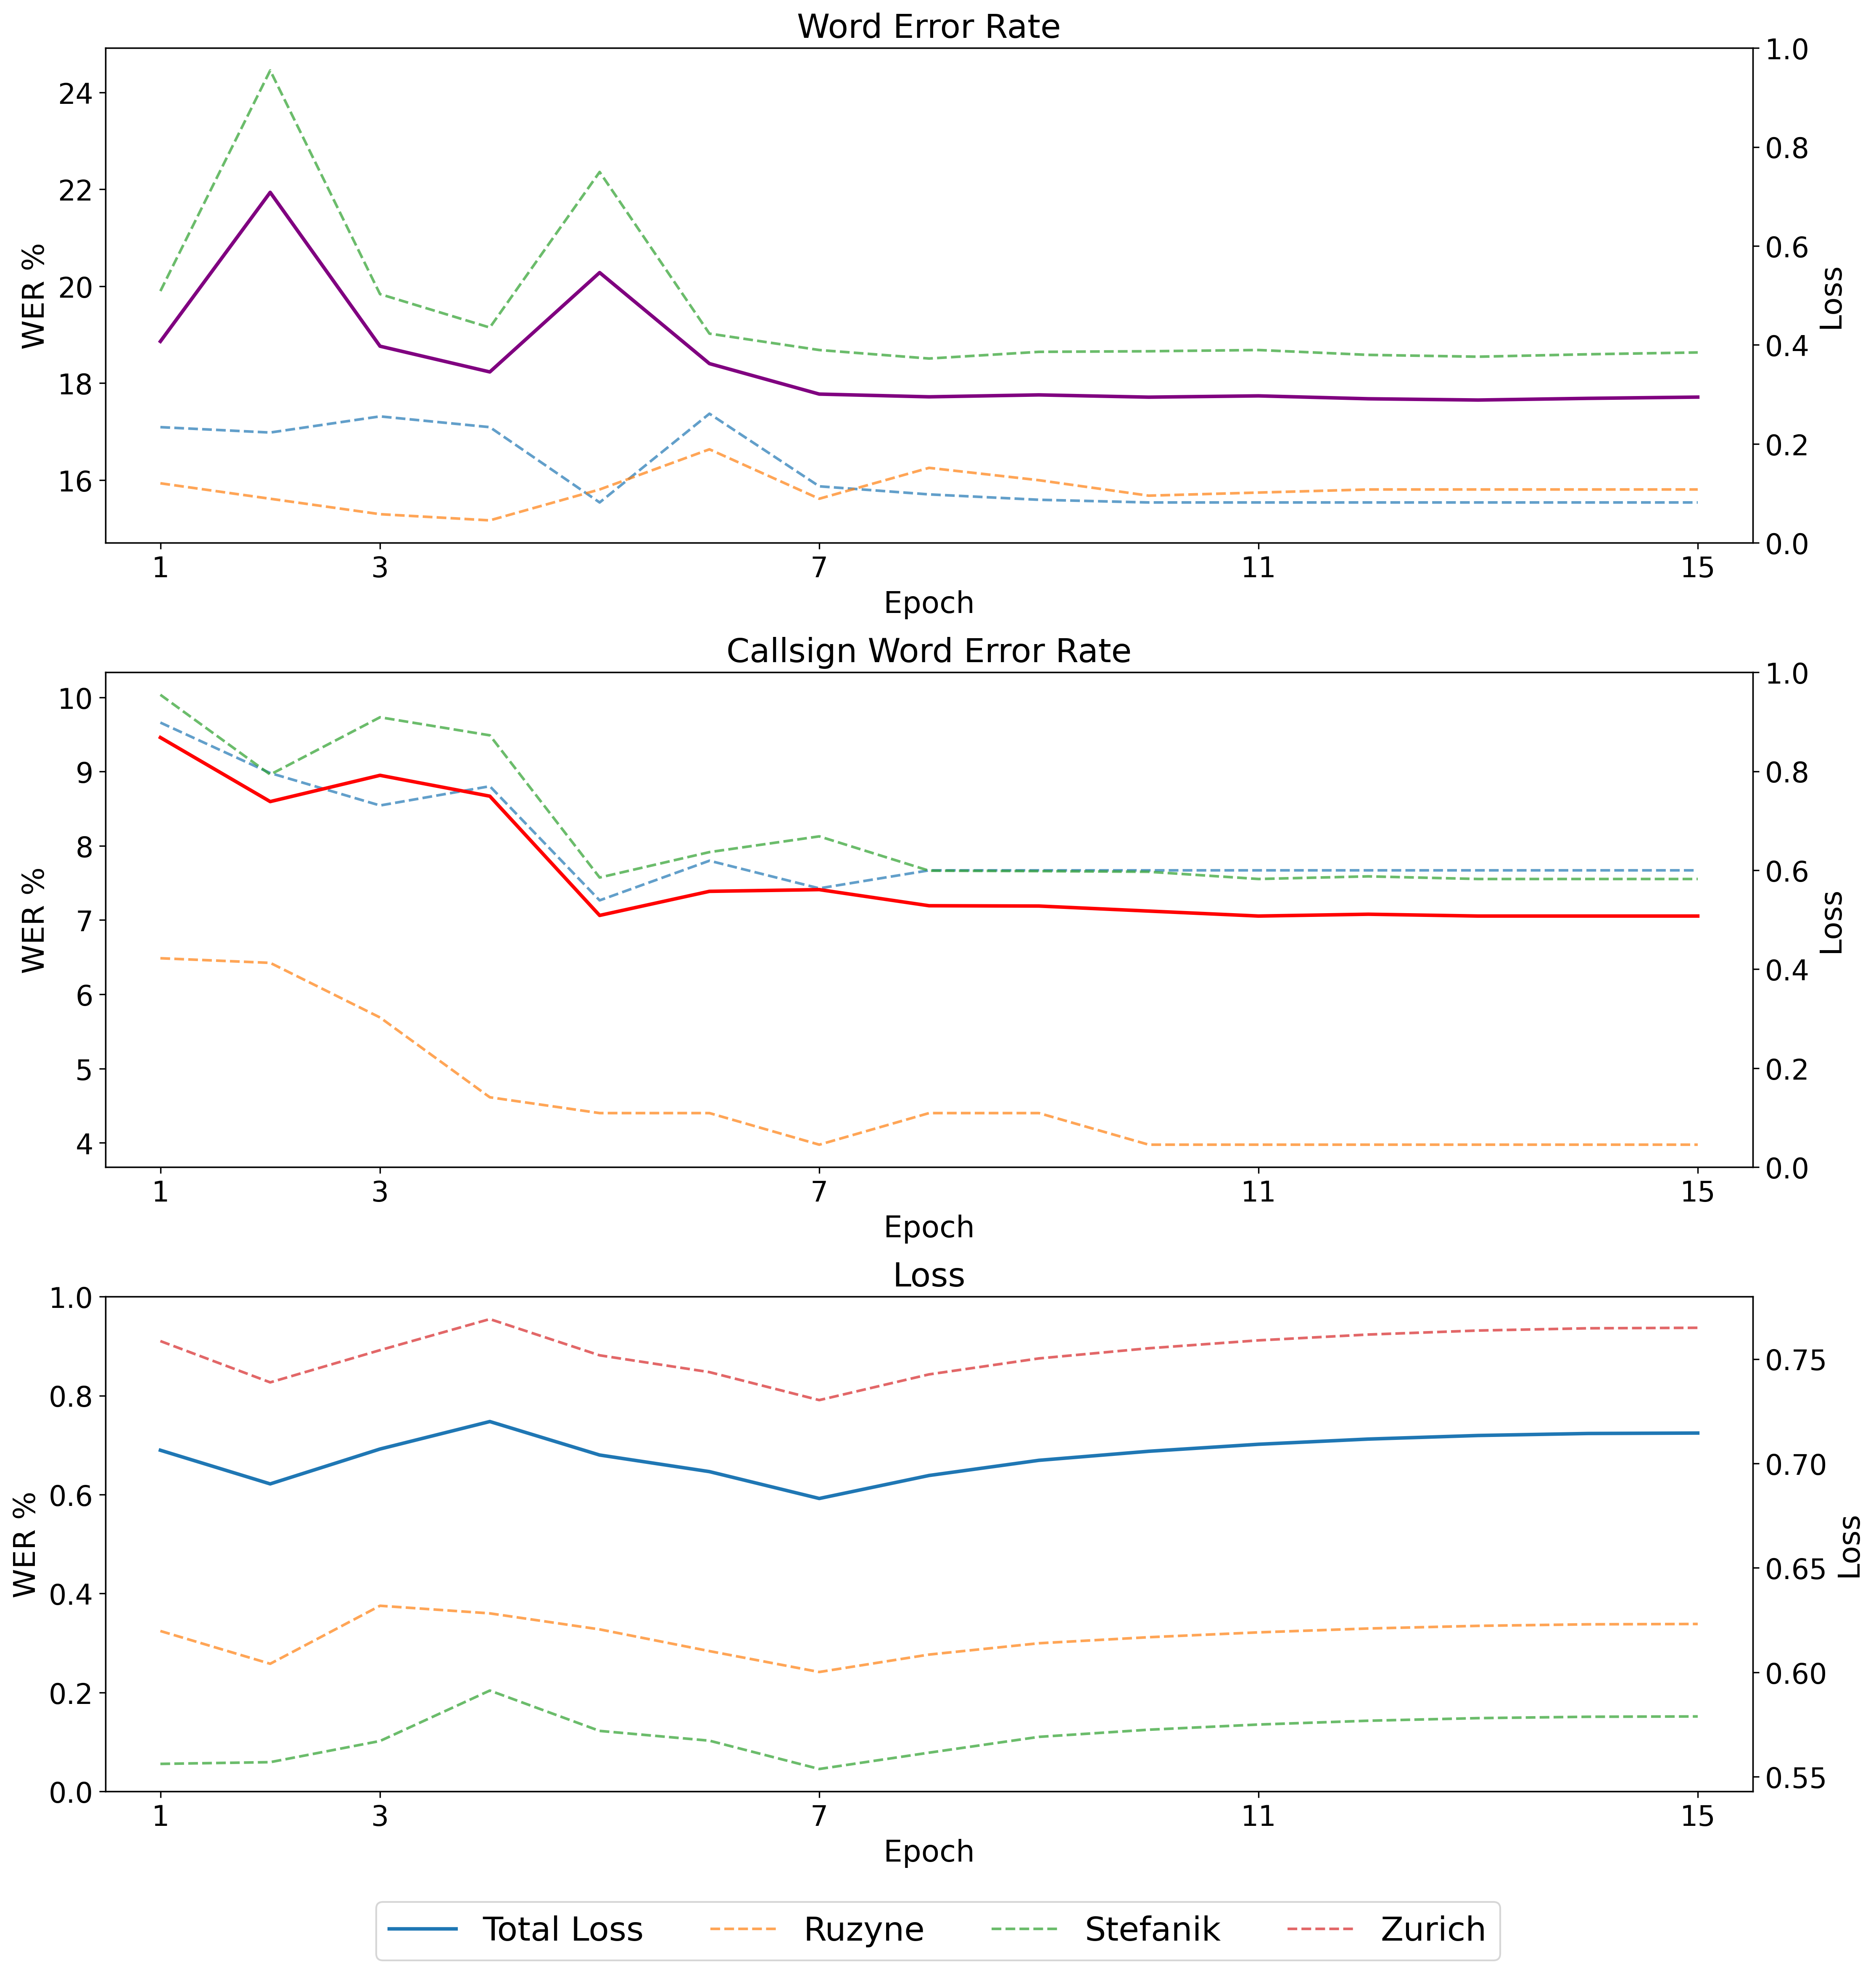 Word Error Rate
24
22
20
18
16
WER %
1.0
0.8
0.6
0.4
0.2
0.0
Loss
1 3 7 11 15
Epoch
Callsign Word Error Rate
10
9
8
7
6
5
4
WER %
1.0
0.8
0.6
0.4
0.2
0.0
Loss
1 3 7 11 15
Epoch
Loss
1.0
0.8
0.6
0.4
0.2
0.0
WER %
0.75
0.70
0.65
0.60
0.55
Loss
1 3 7 11 15
Epoch
Total Loss Ruzyne Stefanik Zurich